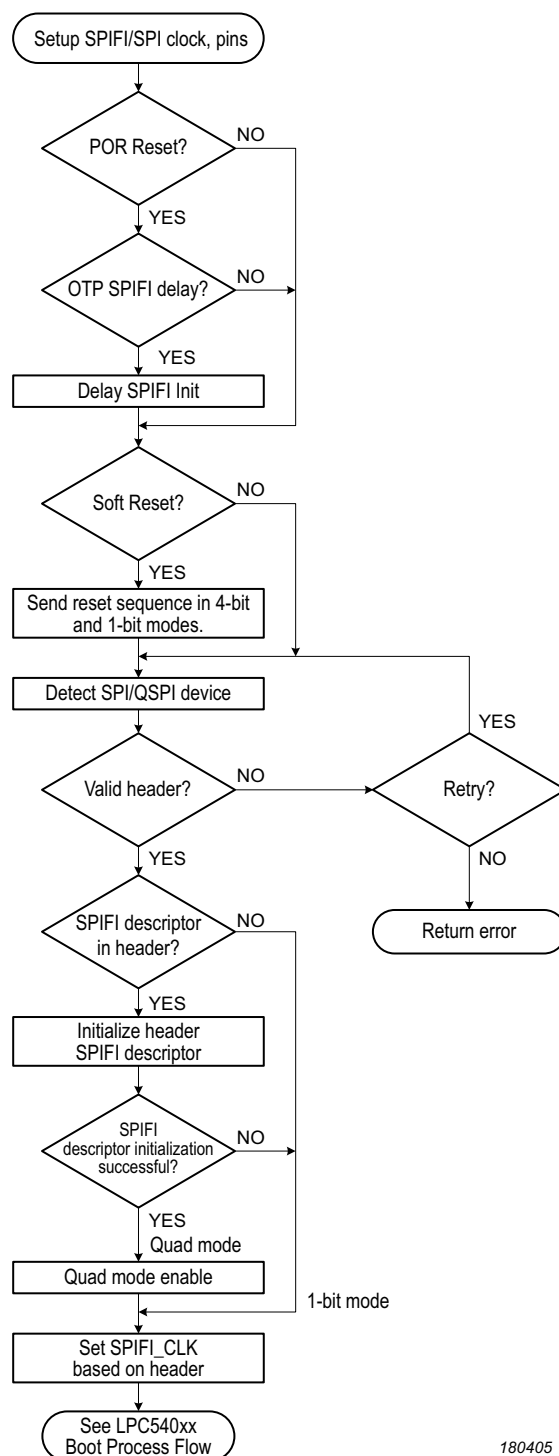 Setup SPIFI/SPI clock, pins
POR Reset?
NO
YES
OTP SPIFI delay?
NO
YES
Delay SPIFI Init
Soft Reset?
NO
YES
Send reset sequence in 4-bit
and 1-bit modes.
Detect SPI/QSPI device
YES
Valid header?
NO
Retry?
YES
NO
SPIFI descriptor
in header?
NO
Return error
YES
Initialize header
SPIFI descriptor
SPIFI
descriptor initialization
successful?
NO
YES
Quad mode
Quad mode enable
1-bit mode
Set SPIFI_CLK
based on header
See LPC540xx
Boot Process Flow
180405